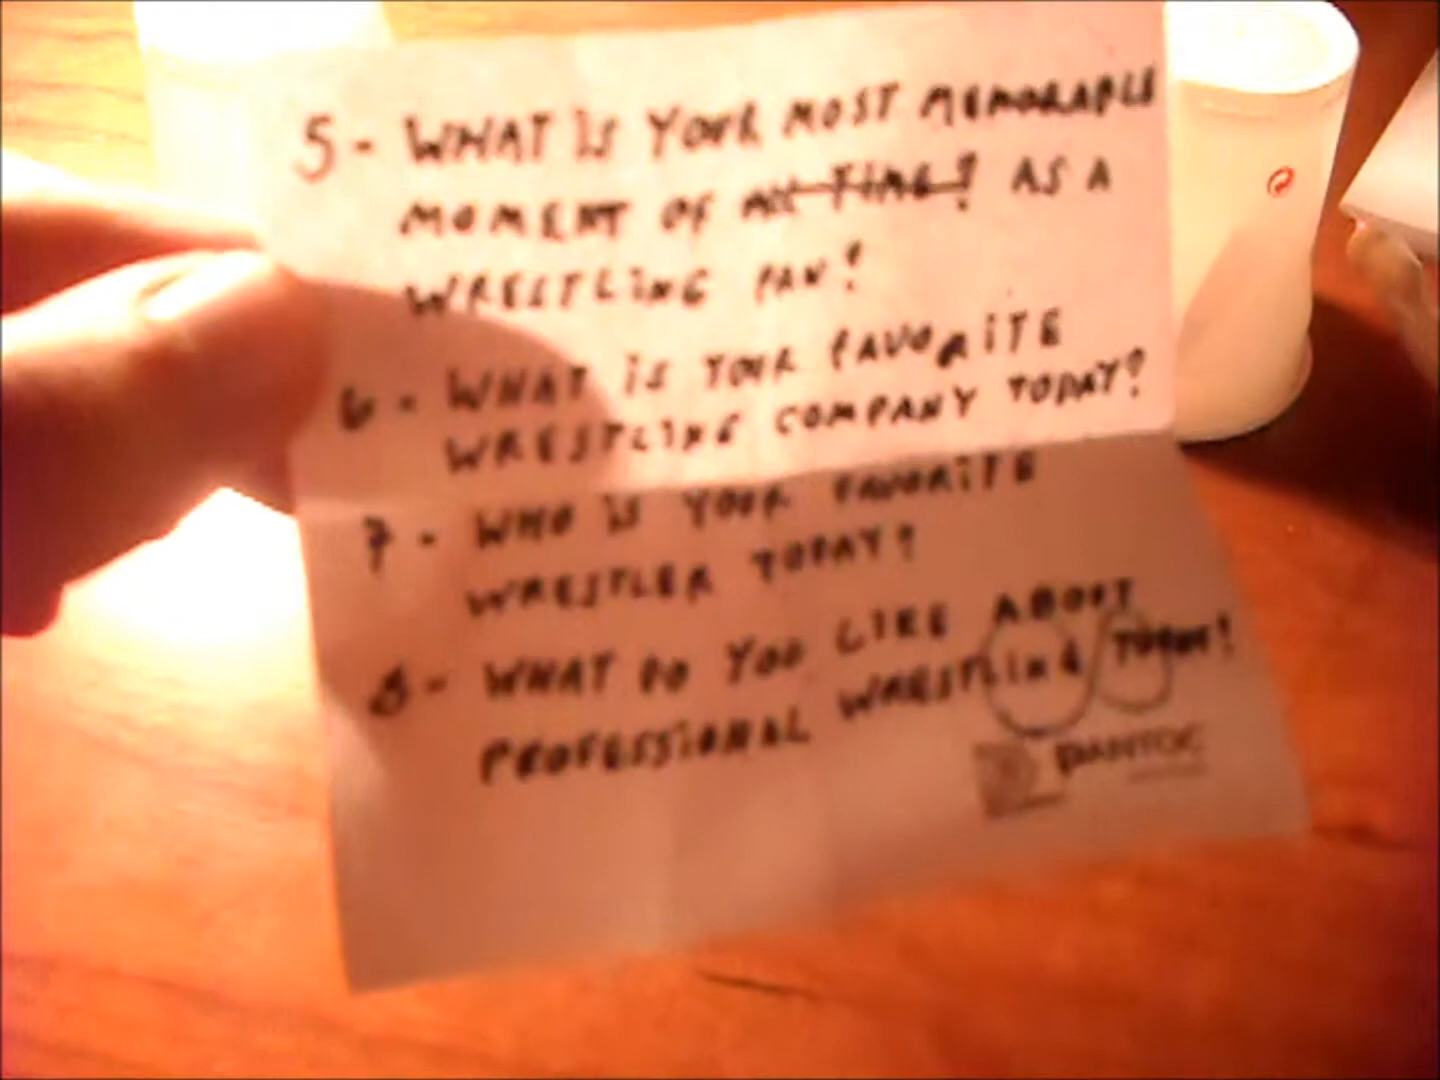 5- WHAT IS YOUR MOST MEMORABLE
MOMENT OF ALL TIME? AS A
WRESTLING FAN?
6- WHAT IS YOUR FAVORITE
WRESTLING COMPANY TODAY?
7- WHO IS YOUR FAVORITE
WRESTLER TODAY?
8- WHAT DO YOU LIKE ABOUT
PROFESSIONAL WRESTLING TODAY?